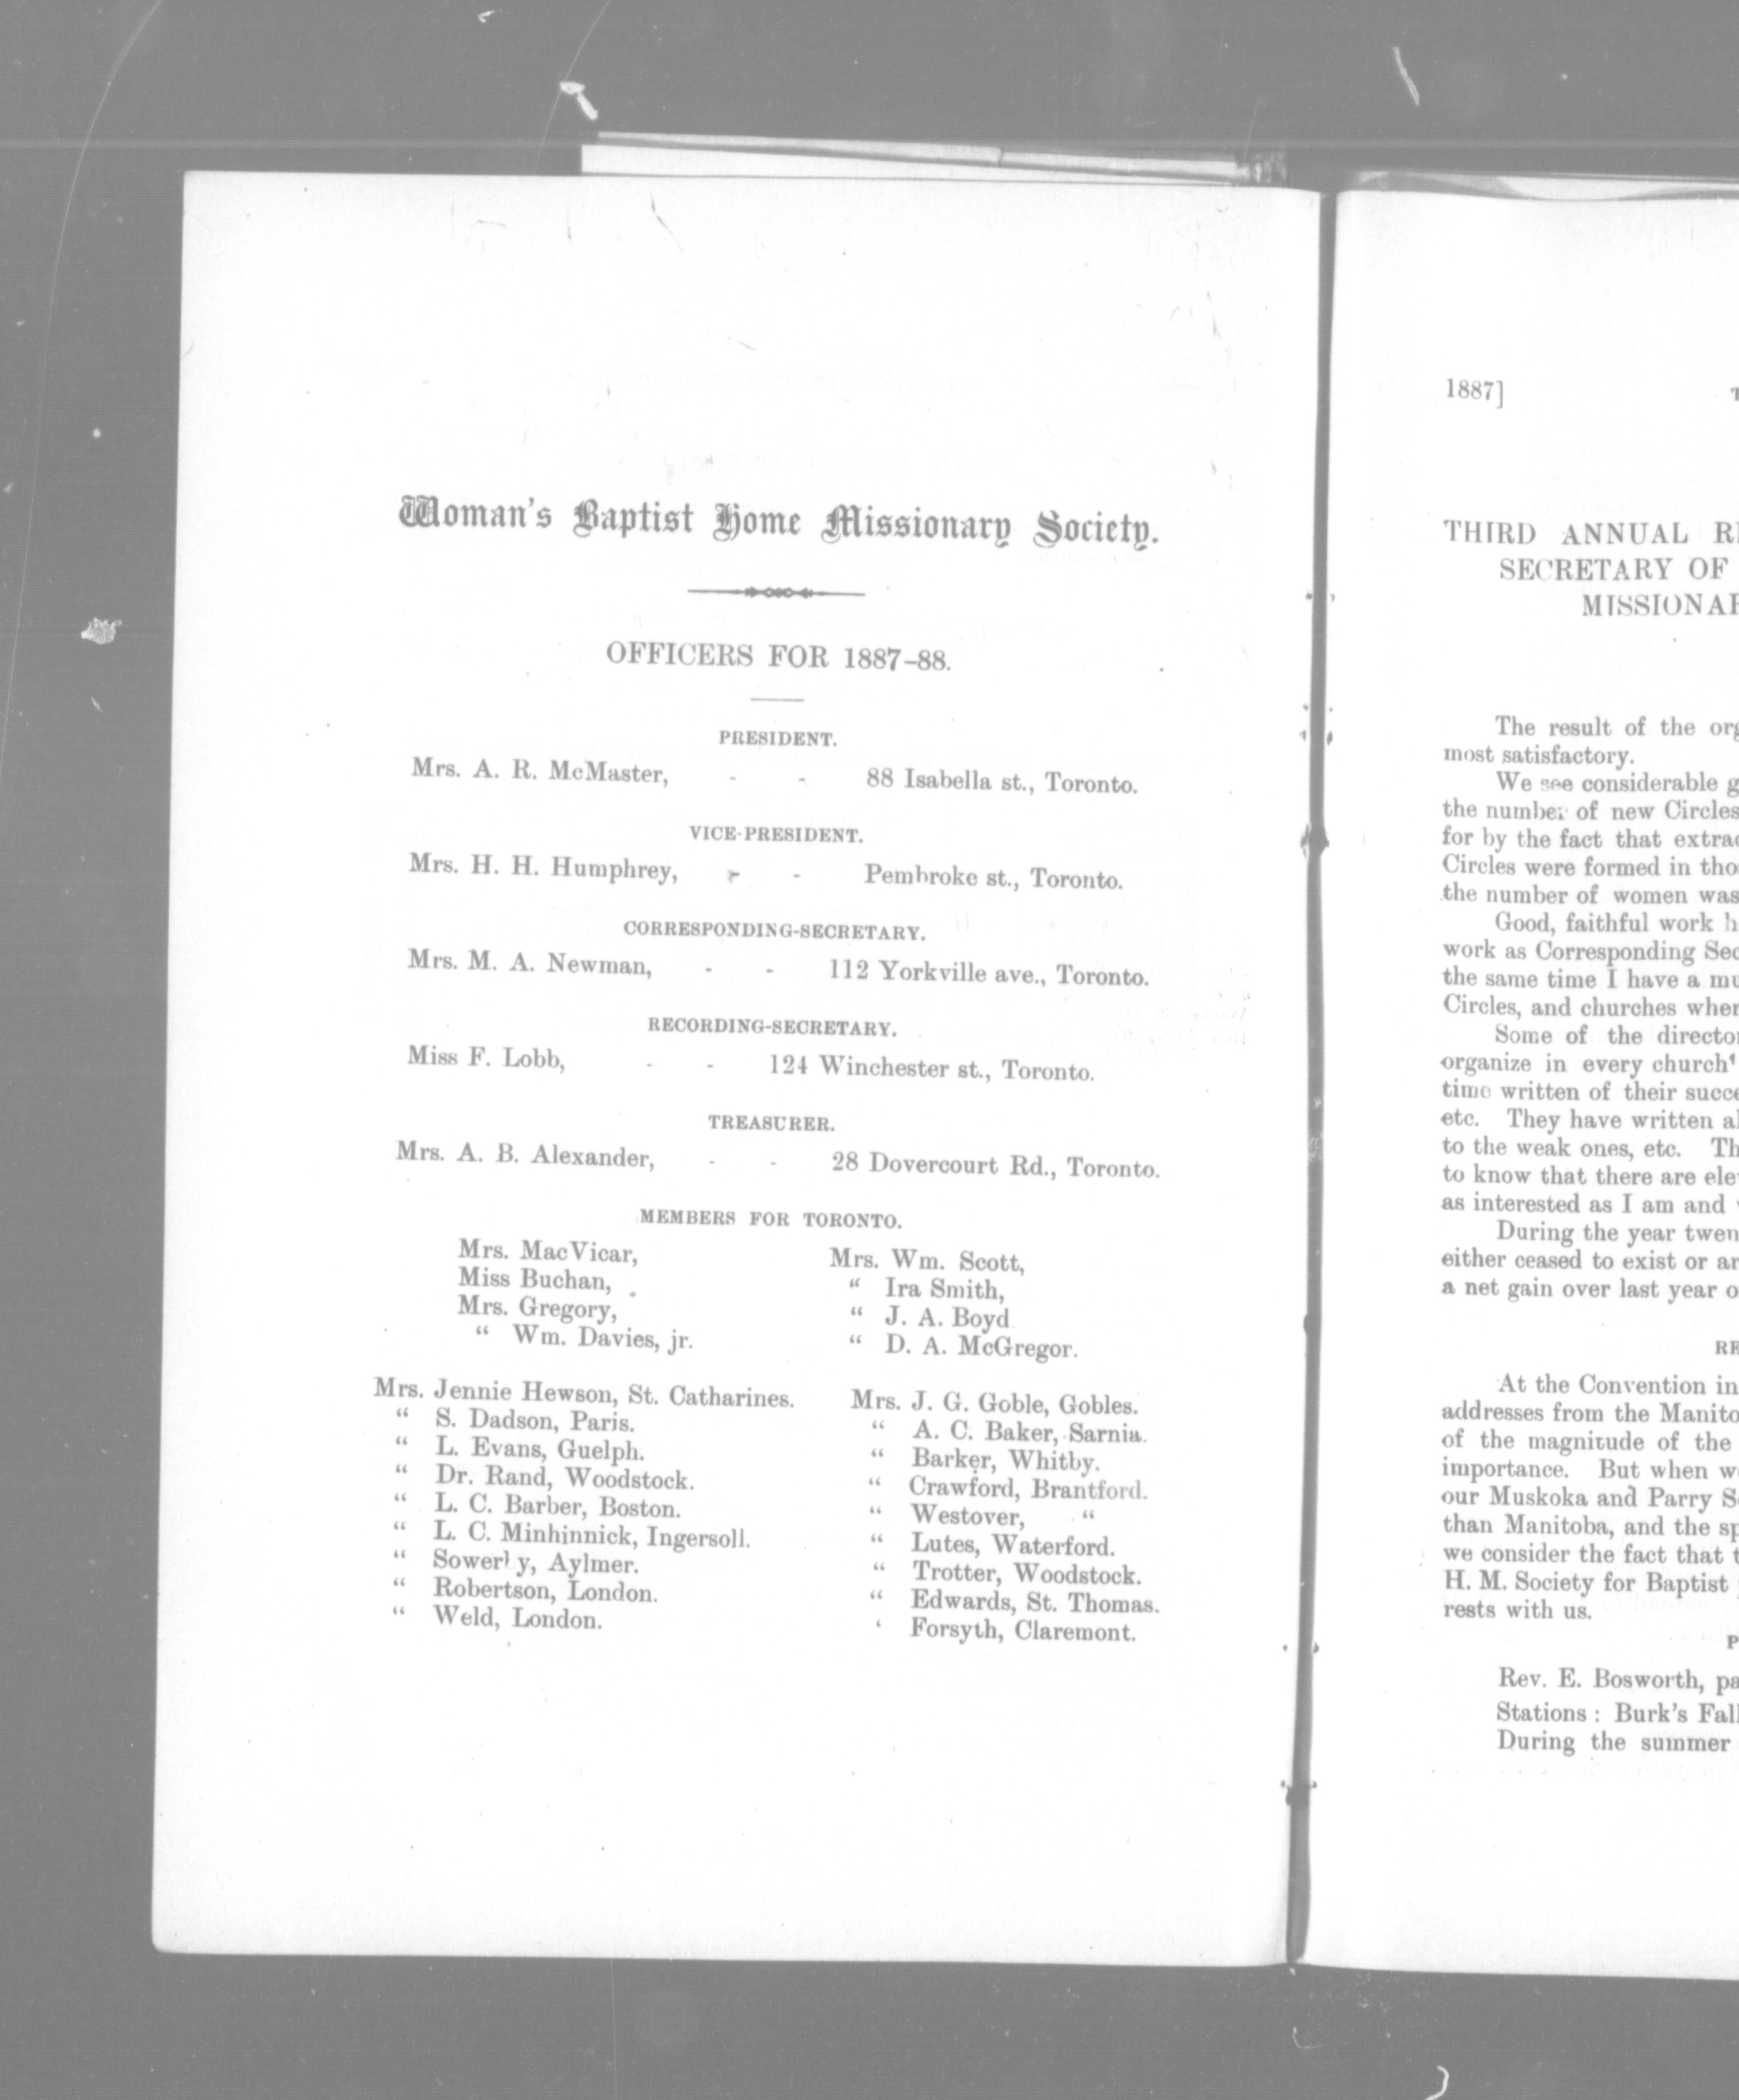 Woman's Baptist Home Missionary Society.
OFFICERS FOR 1887-88.
PRESIDENT.
Mrs. A. R. McMaster, - - 88 Isabella st., Toronto.
VICE-PRESIDENT.
Mrs. H. H. Humphrey, - - Pembroke st., Toronto.
CORRESPONDING-SECRETARY.
Mrs. M. A. Newman, - - 112 Yorkville ave., Toronto.
RECORDING-SECRETARY.
Miss F. Lobb, - - 124 Winchester st., Toronto.
TREASURER.
Mrs. A. B. Alexander, - - 28 Dovercourt Rd., Toronto.
MEMBERS FOR TORONTO.
Mrs. MacVicar,
Miss Buchan,
Mrs. Gregory,
“ Wm. Davies, jr.
Mrs. Wm. Scott,
“ Ira Smith,
“ J. A. Boyd
“ D. A. McGregor.
Mrs. Jennie Hewson, St. Catharines.
“ S. Dadson, Paris.
“ L. Evans, Guelph.
“ Dr. Rand, Woodstock.
“ L. C. Barber, Boston.
“ L. C. Minhinnick, Ingersoll.
“ Sowerby, Aylmer.
“ Robertson, London.
“ Weld, London.
Mrs. J. G. Goble, Gobles.
“ A. C. Baker, Sarnia.
“ Barker, Whitby.
“ Crawford, Brantford.
“ Westover, “
“ Lutes, Waterford.
“ Trotter, Woodstock.
“ Edwards, St. Thomas.
‘ Forsyth, Claremont.
1887]
THIRD ANNUAL
SECRETARY OF
The result of the
most satisfactory.
We see considerable
the number of new Circles
for by the fact that
Circles were formed in
the number of women was
Good, faithful work
work as Corresponding
the same time I have a
Circles, and churches
Some of the
organize in every church
time written of their
etc. They have written
to the weak ones, etc.
to know that there are
as interested as I am and
During the year
either ceased to exist or
a net gain over last year
At the Convention in
addresses from the
of the magnitude of the
importance. But when
our Muskoka and Parry
than Manitoba, and the
we consider the fact that
H. M. Society for Baptist
rests with us.
Rev. E. Bosworth,
Stations : Burk's
During the summer